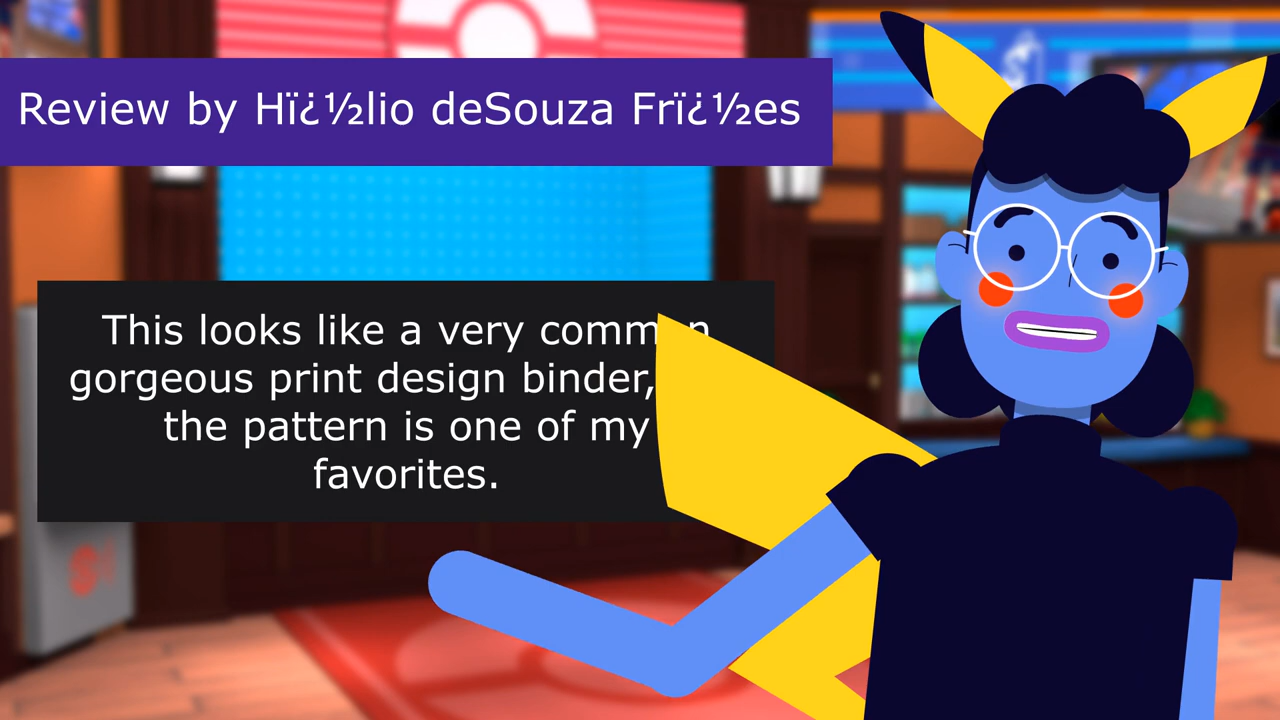 Review by Hï¿½lio deSouza Frï¿½es
This looks like a very common
gorgeous print design binder,
the pattern is one of my
favorites.